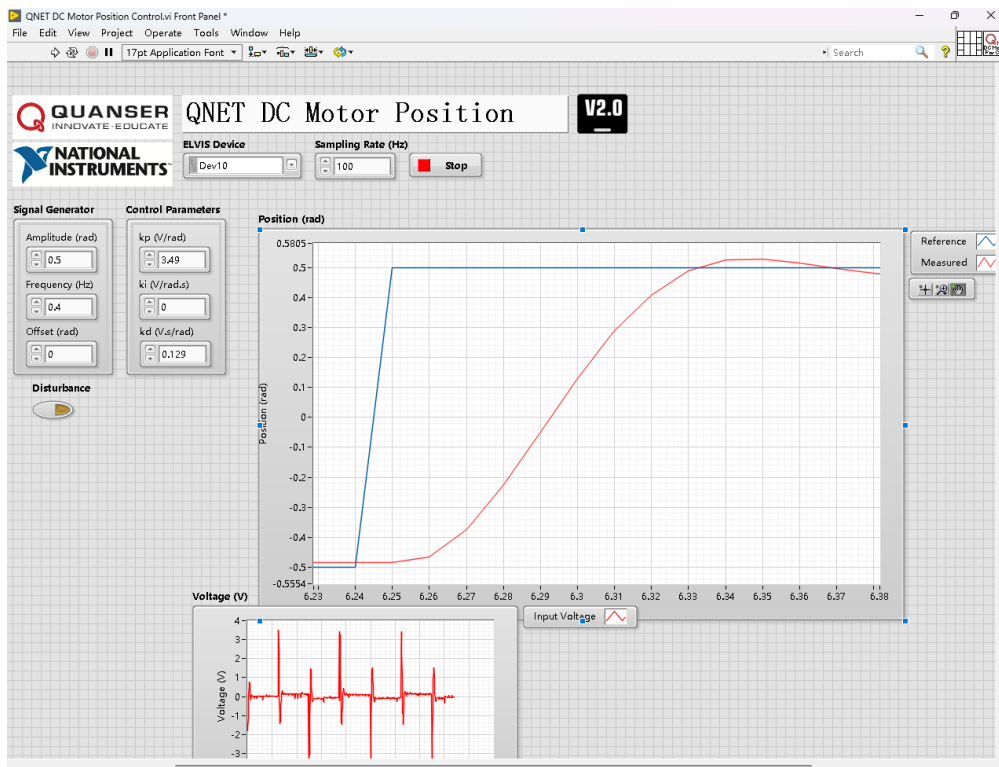 QNET DC Motor Position Control.vi Front Panel *
File Edit View Project Operate Tools Window Help
17pt Application Font
Search
QUANSER
INNOVATE·EDUCATE
QNET DC Motor Position
V2.0
NATIONAL
INSTRUMENTS
ELVIS Device
Dev10
Sampling Rate (Hz)
100
Stop
Signal Generator
Amplitude (rad)
0.5
Frequency (Hz)
0.4
Offset (rad)
0
Control Parameters
kp (V/rad)
3.49
ki (V/rad.s)
0
kd (V.s/rad)
0.129
Disturbance
Position (rad)
Position (rad)
0.5805
0.5
0.4
0.3
0.2
0.1
0
-0.1
-0.2
-0.3
-0.4
-0.5
-0.5554
6.23 6.24 6.25 6.26 6.27 6.28 6.29 6.3 6.31 6.32 6.33 6.34 6.35 6.36 6.37 6.38
Reference
Measured
Voltage (V)
Input Voltage
Voltage (V)
4
3
2
1
0
-1
-2
-3